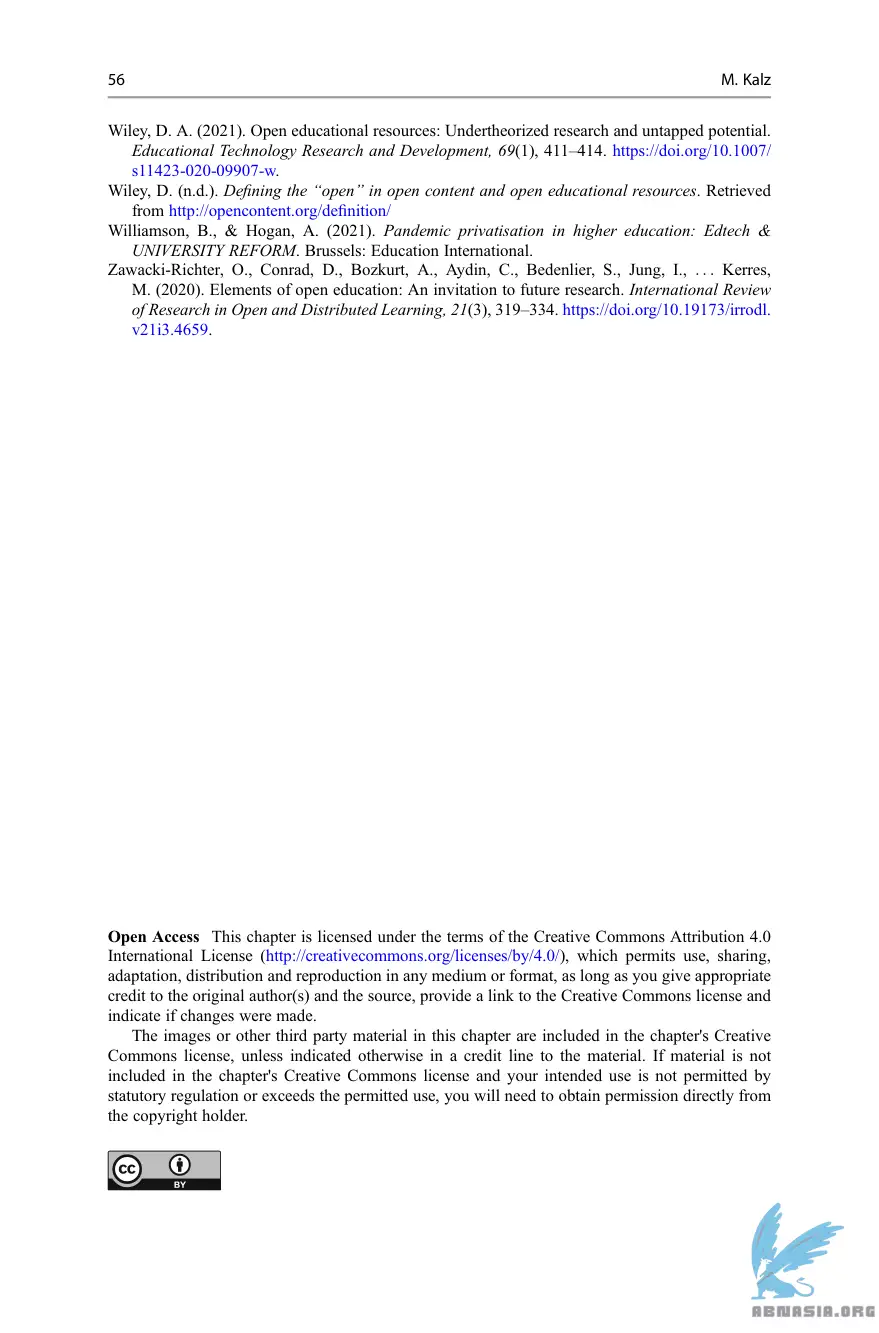 56
M. Kalz
Wiley, D. A. (2021). Open educational resources: Undertheorized research and untapped potential.
Educational Technology Research and Development, 69(1), 411–414. https://doi.org/10.1007/
s11423-020-09907-w.
Wiley, D. (n.d.). Defining the “open” in open content and open educational resources. Retrieved
from http://opencontent.org/definition/
Williamson, B., & Hogan, A. (2021). Pandemic privatisation in higher education: Edtech &
UNIVERSITY REFORM. Brussels: Education International.
Zawacki-Richter, O., Conrad, D., Bozkurt, A., Aydin, C., Bedenlier, S., Jung, I., ... Kerres,
M. (2020). Elements of open education: An invitation to future research. International Review
of Research in Open and Distributed Learning, 21(3), 319–334. https://doi.org/10.19173/irrodl.
v21i3.4659.
Open Access This chapter is licensed under the terms of the Creative Commons Attribution 4.0
International License (http://creativecommons.org/licenses/by/4.0/), which permits use, sharing,
adaptation, distribution and reproduction in any medium or format, as long as you give appropriate
credit to the original author(s) and the source, provide a link to the Creative Commons license and
indicate if changes were made.
The images or other third party material in this chapter are included in the chapter's Creative
Commons license, unless indicated otherwise in a credit line to the material. If material is not
included in the chapter's Creative Commons license and your intended use is not permitted by
statutory regulation or exceeds the permitted use, you will need to obtain permission directly from
the copyright holder.
cc
BY
ABNASIA.ORG